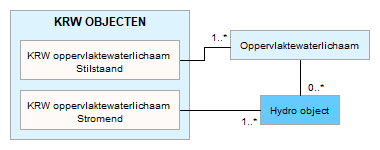 KRW OBJECTEN
KRW oppervlaktewaterlichaam
Stilstaand
KRW oppervlaktewaterlichaam
Stromend
1..*
Oppervlaktewaterlichaam
0..*
Hydro object
1..*